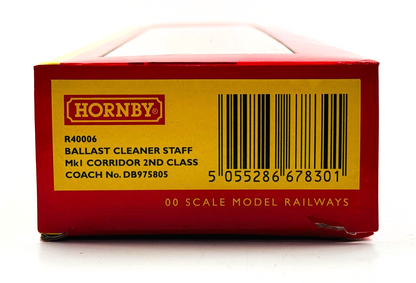 HORNBY
R40006
BALLAST CLEANER STAFF
Mk1 CORRIDOR 2ND CLASS
COACH No. DB975805
5 055286 678301
00 SCALE MODEL RAILWAYS